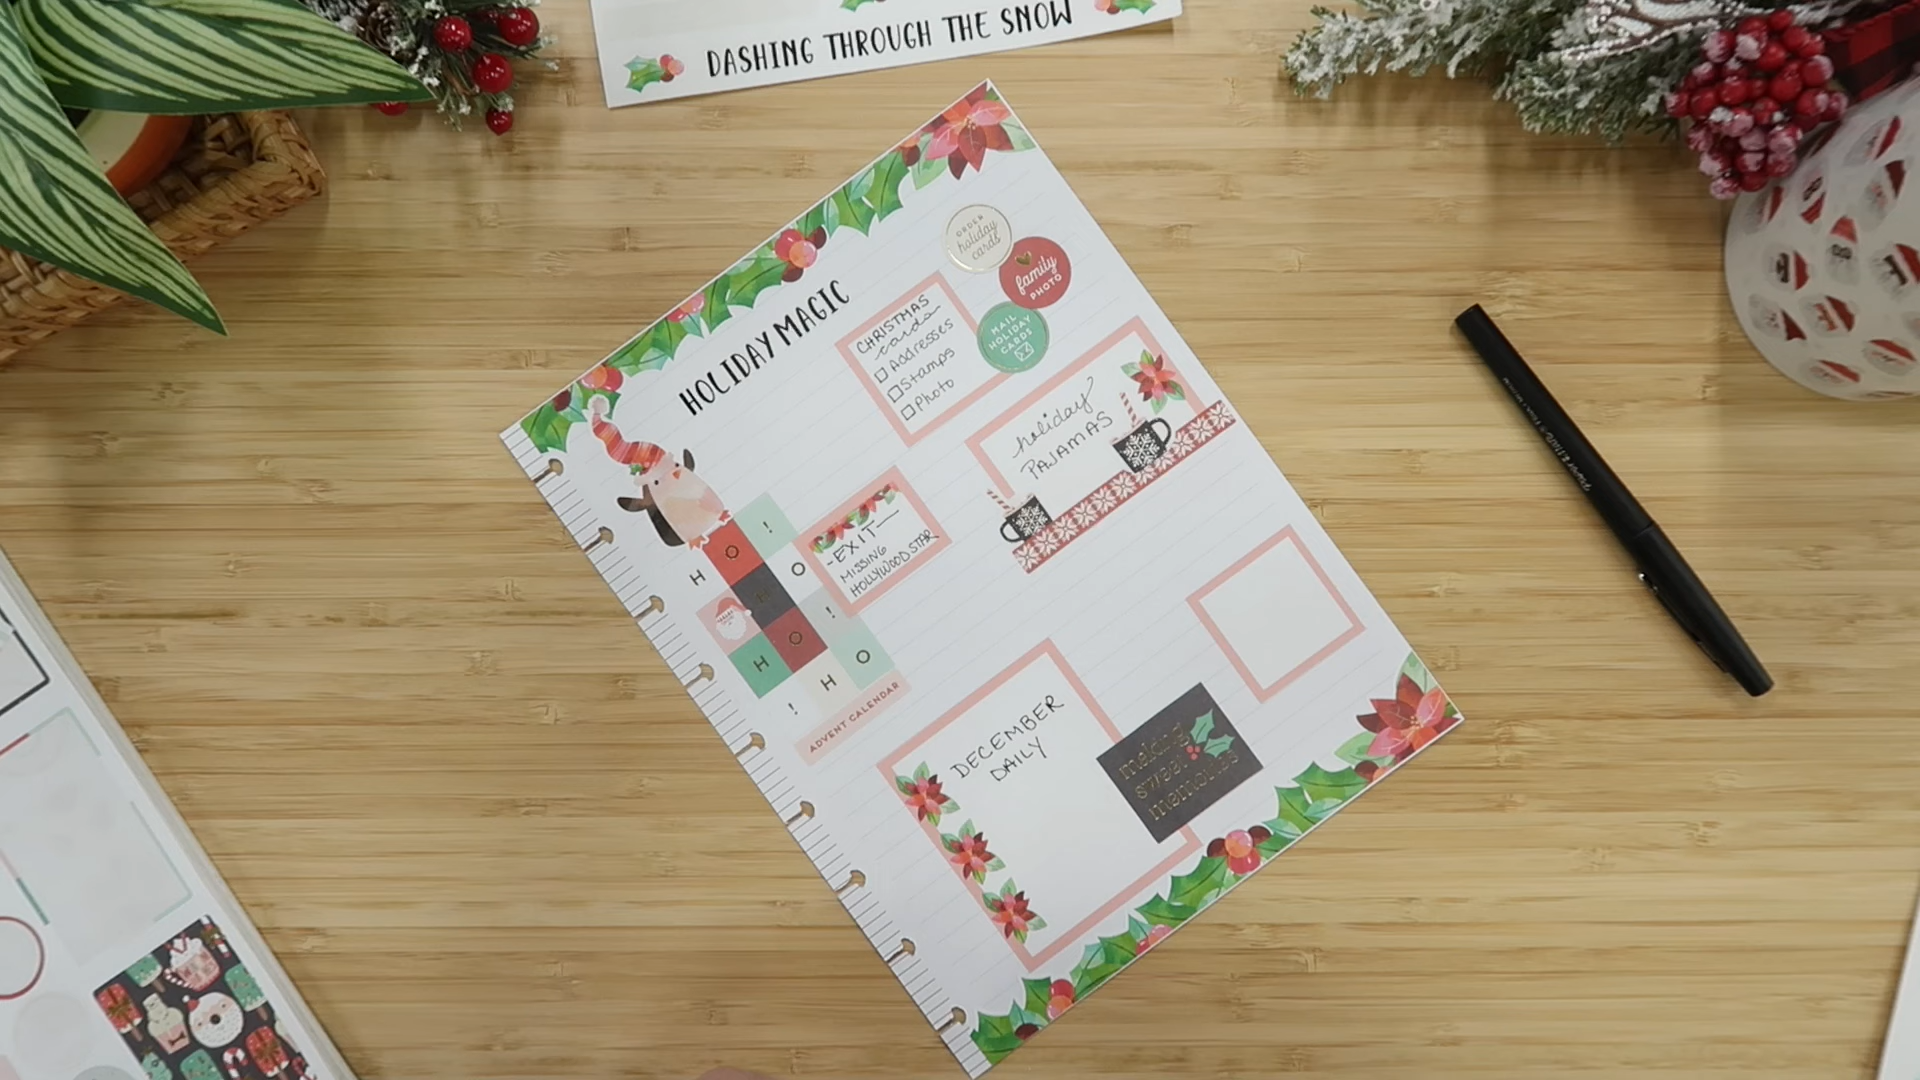 DASHING THROUGH THE SNOW
HOLIDAY MAGIC
ORDER
holiday
cards
family
PHOTO
MAIL
HOLIDAY
CARDS
CHRISTMAS
cards
Addresses
Stamps
Photo
holiday
PAJAMAS
-EXIT-
MISSING
HOLLYWOOD STAR
O !
H H O
O !
H H O
!
ADVENT CALENDAR
DECEMBER
DAILY
making
sweet
memories